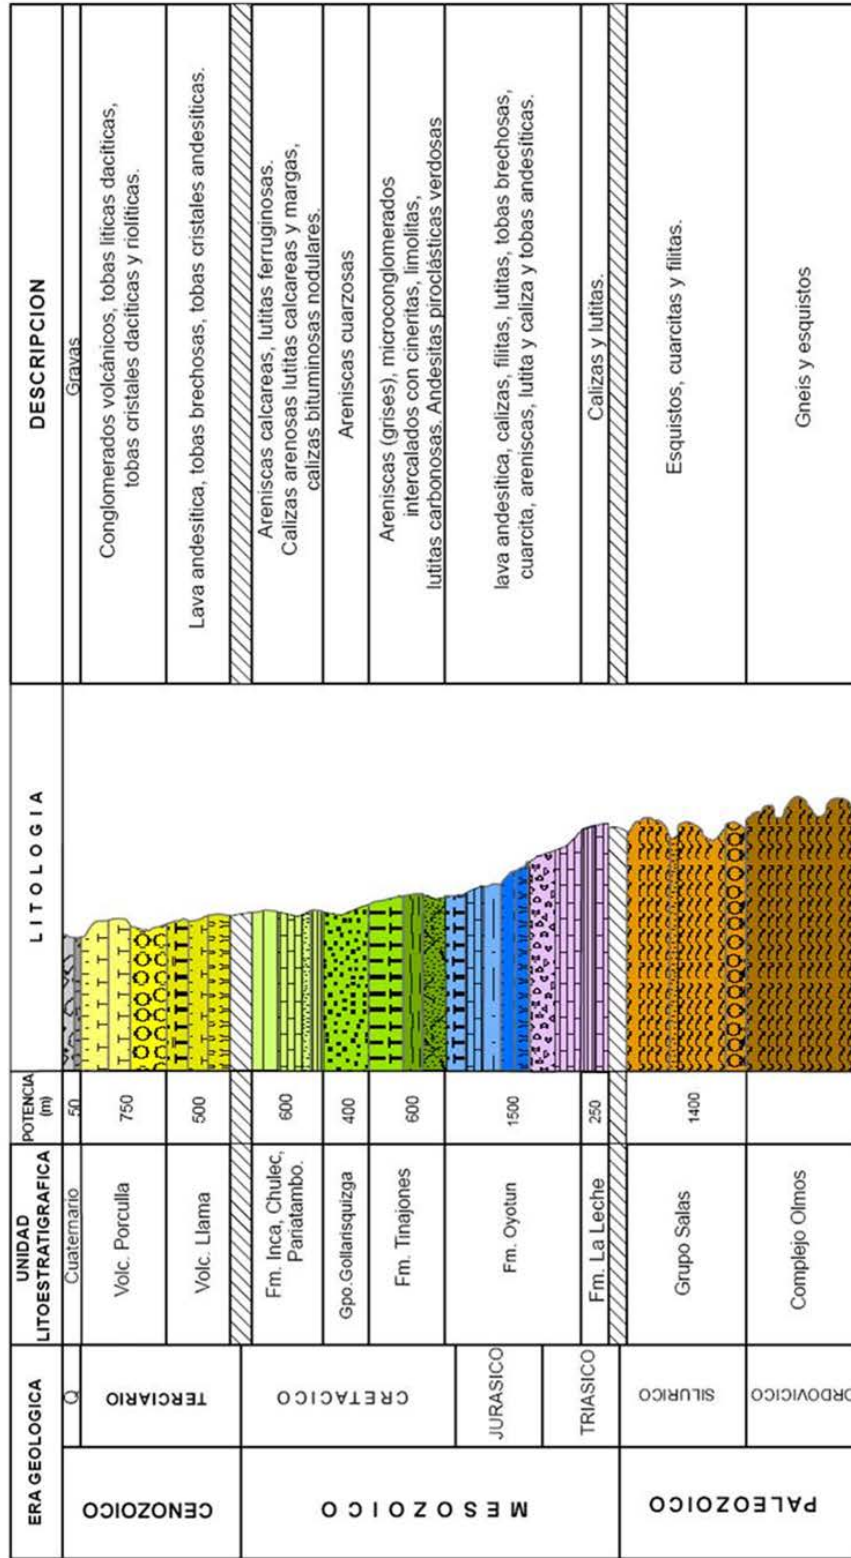 ERA GEOLOGICA
UNIDAD
LITOESTRATIGRAFICA
POTENCIA
(m)
LITOLOGIA
DESCRIPCION
CENOZOICO
Q
Cuaternario
50
Gravas
TERCIARIO
Volc. Porculla
750
Conglomerados volcánicos, tobas líticas dacíticas,
tobas cristales dacíticas y riolíticas.
Volc. Llama
500
Lava andesítica, tobas brechosas, tobas cristales andesíticas.
MESOZOICO
CRETACICO
Fm. Inca, Chulec,
Pariatambo.
600
Areniscas calcareas, lutitas ferruginosas.
Calizas arenosas lutitas calcareas y margas,
calizas bituminosas nodulares.
Gpo.Gollarisquizga
400
Areniscas cuarzosas
Fm. Tinajones
600
Areniscas (grises), microconglomerados
intercalados con cineritas, limolitas,
lutitas carbonosas. Andesitas piroclásticas verdosas
JURASICO
Fm. Oyotun
1500
lava andesítica, calizas, filitas, lutitas, tobas brechosas,
cuarcita, areniscas, lutita y caliza y tobas andesíticas.
TRIASICO
Fm. La Leche
250
Calizas y lutitas.
PALEOZOICO
SILURICO
Grupo Salas
1400
Esquistos, cuarcitas y filitas.
ORDOVICICO
Complejo Olmos
Gneis y esquistos